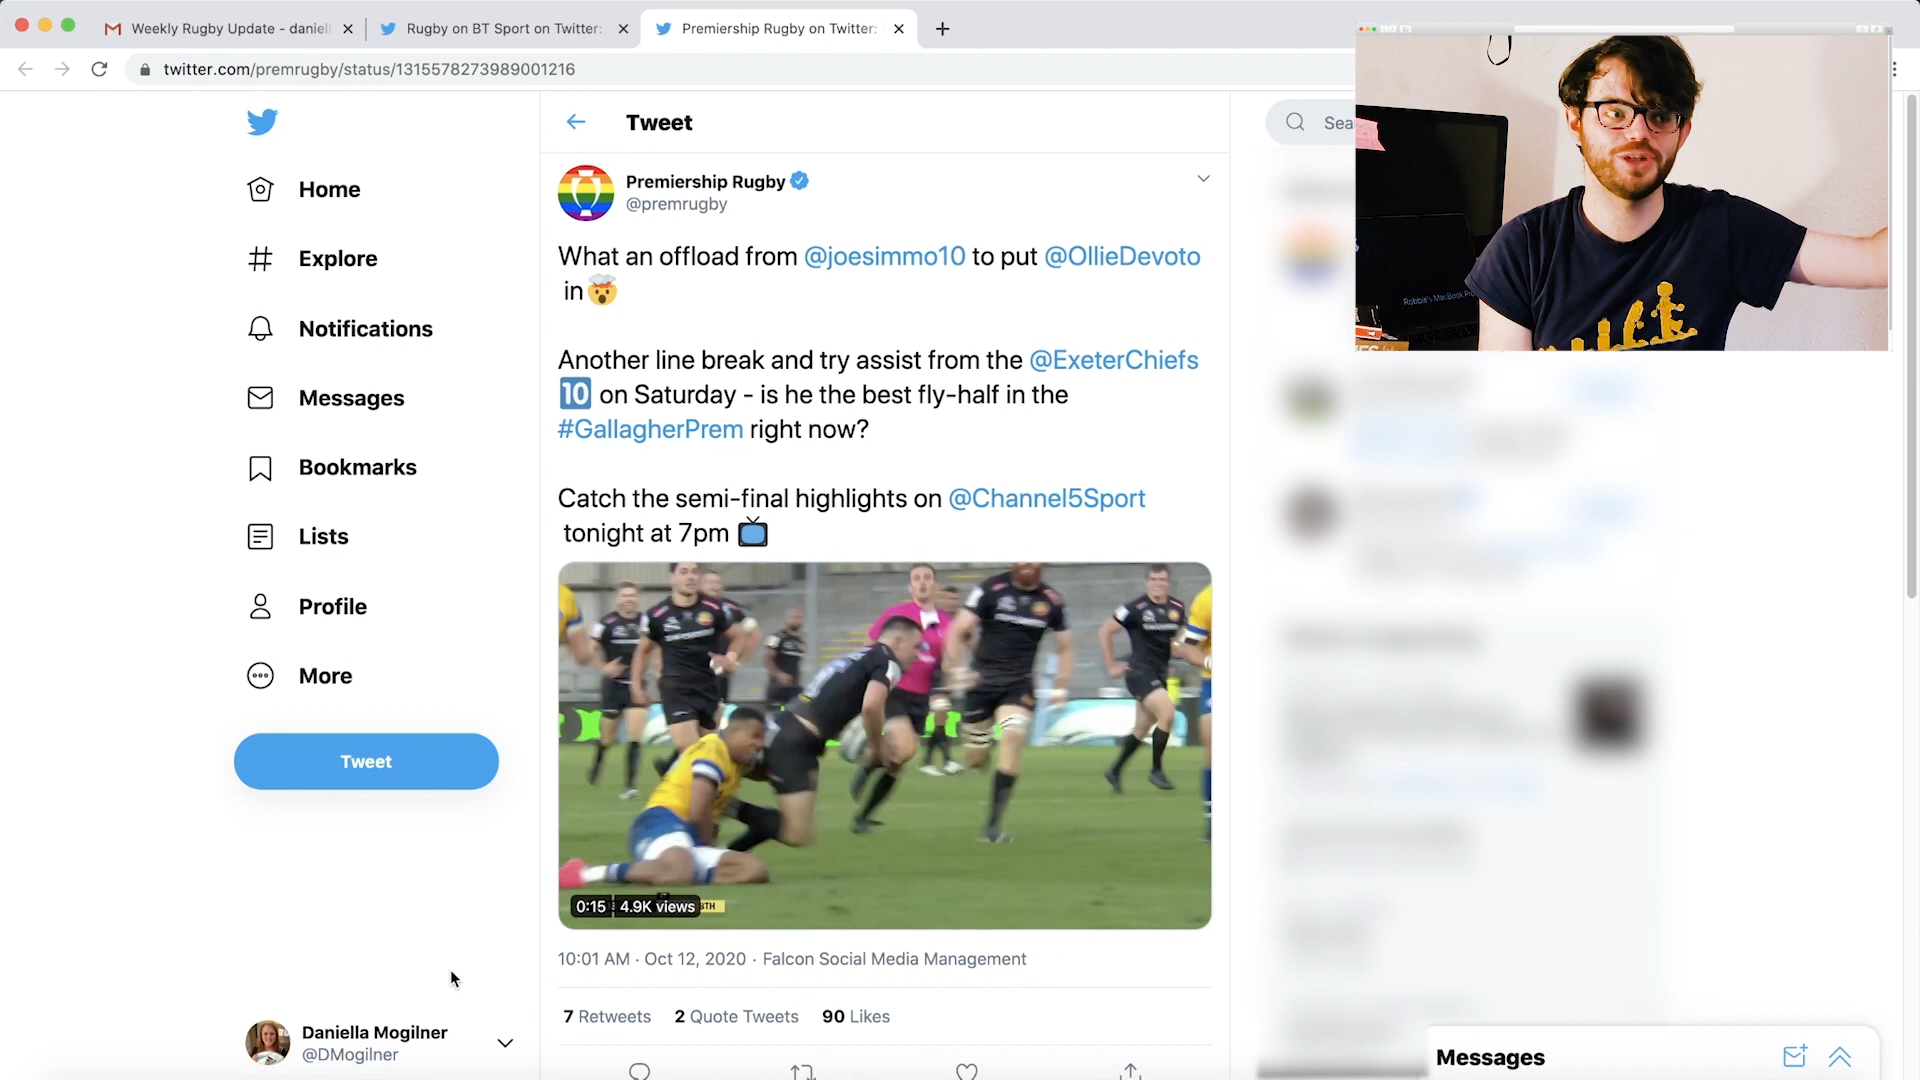 Weekly Rugby Update - daniel
Rugby on BT Sport on Twitter:
Premiership Rugby on Twitter:
twitter.com/premrugby/status/1315578273989001216
Home
Explore
Notifications
Messages
Bookmarks
Lists
Profile
More
Tweet
Daniella Mogilner
@DMogilner
Tweet
Premiership Rugby
@premrugby
What an offload from @joesimmo10 to put @OllieDevoto
in🤯
Another line break and try assist from the @ExeterChiefs
🔟 on Saturday - is he the best fly-half in the
#GallagherPrem right now?
Catch the semi-final highlights on @Channel5Sport
tonight at 7pm 📺
0:15 4.9K views
10:01 AM · Oct 12, 2020 · Falcon Social Media Management
7 Retweets 2 Quote Tweets 90 Likes
Sea
Robbie's MacBook Pro
Messages